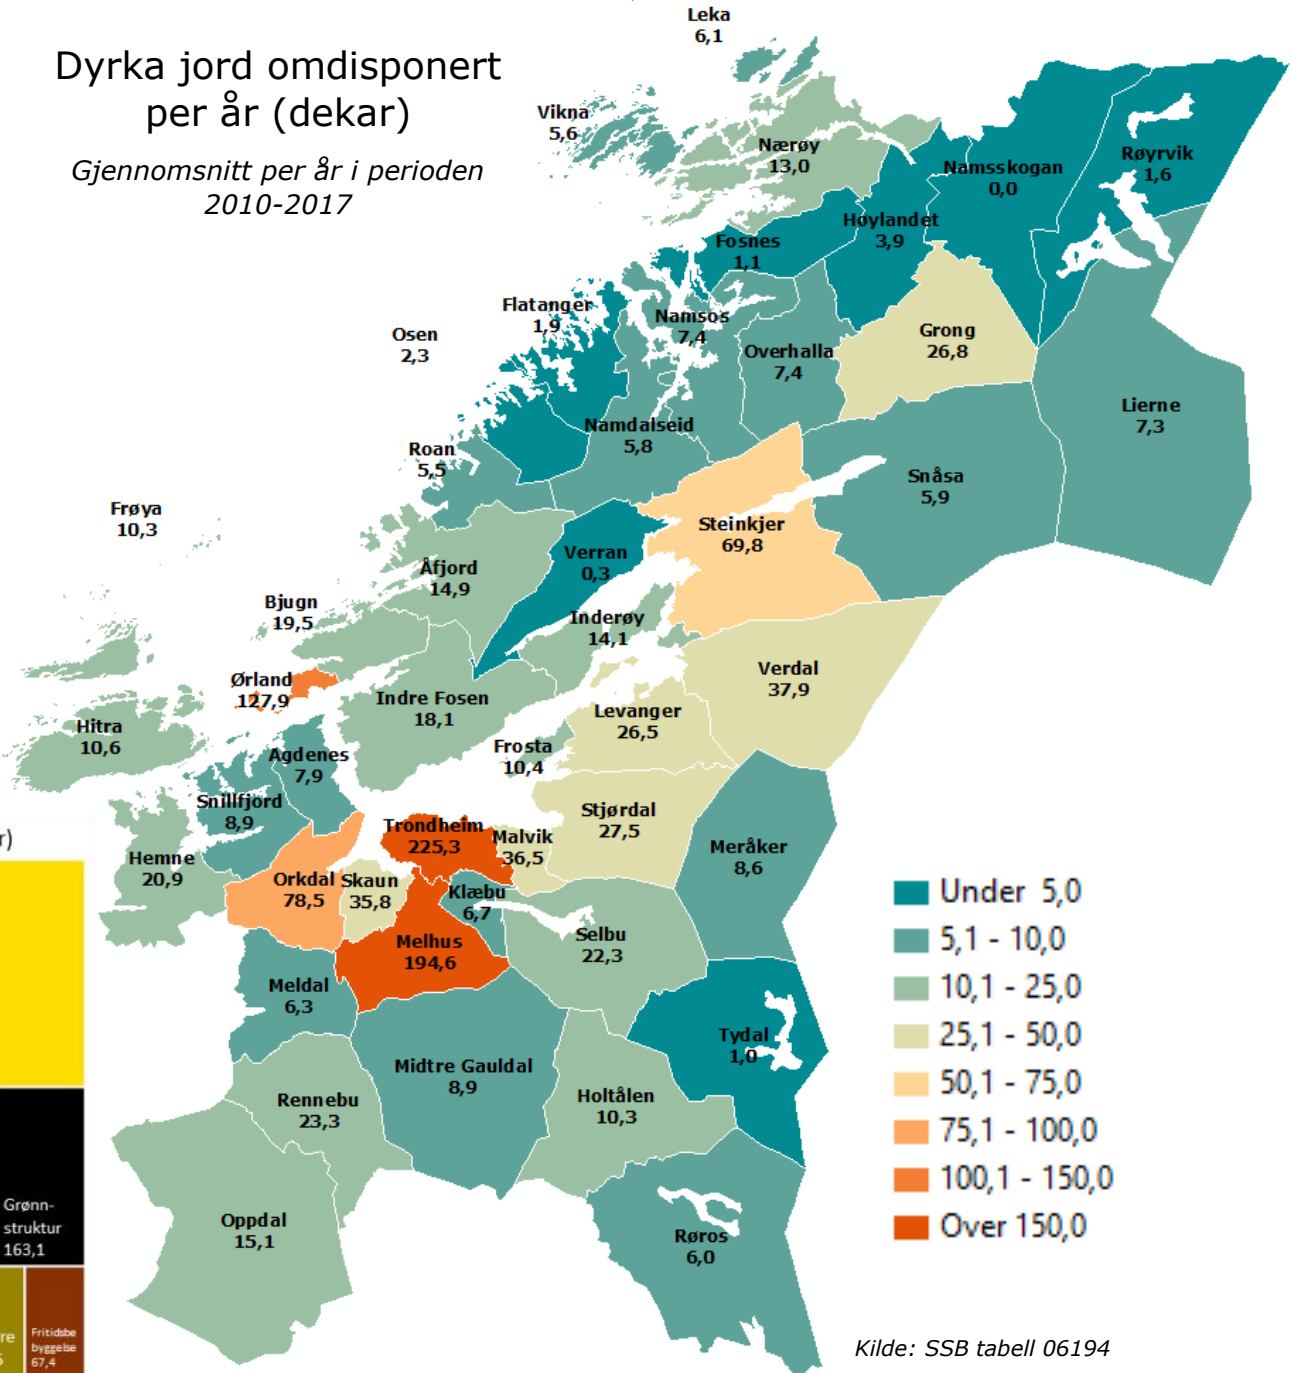 Dyrka jord omdisponert
per år (dekar)
Gjennomsnitt per år i perioden
2010-2017
Leka
6,1
Vikna
5,6
Nærøy
13,0
Namsskogan
0,0
Røyrvik
1,6
Høylandet
3,9
Fosnes
1,1
Flatanger
1,9
Osen
2,3
Namsos
7,4
Overhalla
7,4
Grong
26,8
Lierne
7,3
Namdalseid
5,8
Roan
5,5
Snåsa
5,9
Frøya
10,3
Steinkjer
69,8
Verran
0,3
Åfjord
14,9
Bjugn
19,5
Inderøy
14,1
Verdal
37,9
Ørland
127,9
Indre Fosen
18,1
Levanger
26,5
Hitra
10,6
Frosta
10,4
Agdenes
7,9
Snillfjord
8,9
Stjørdal
27,5
Trondheim
225,3
Malvik
36,5
Meråker
8,6
Hemne
20,9
Orkdal
78,5
Skaun
35,8
Klæbu
6,7
Selbu
22,3
Melhus
194,6
Meldal
6,3
Tydal
1,0
Midtre Gauldal
8,9
Holtålen
10,3
Rennebu
23,3
Oppdal
15,1
Røros
6,0
Under 5,0
5,1 - 10,0
10,1 - 25,0
25,1 - 50,0
50,1 - 75,0
75,1 - 100,0
100,1 - 150,0
Over 150,0
r)
Grønn-
struktur
163,1
re
Fritidsbe
byggelse
67,4
Kilde: SSB tabell 06194